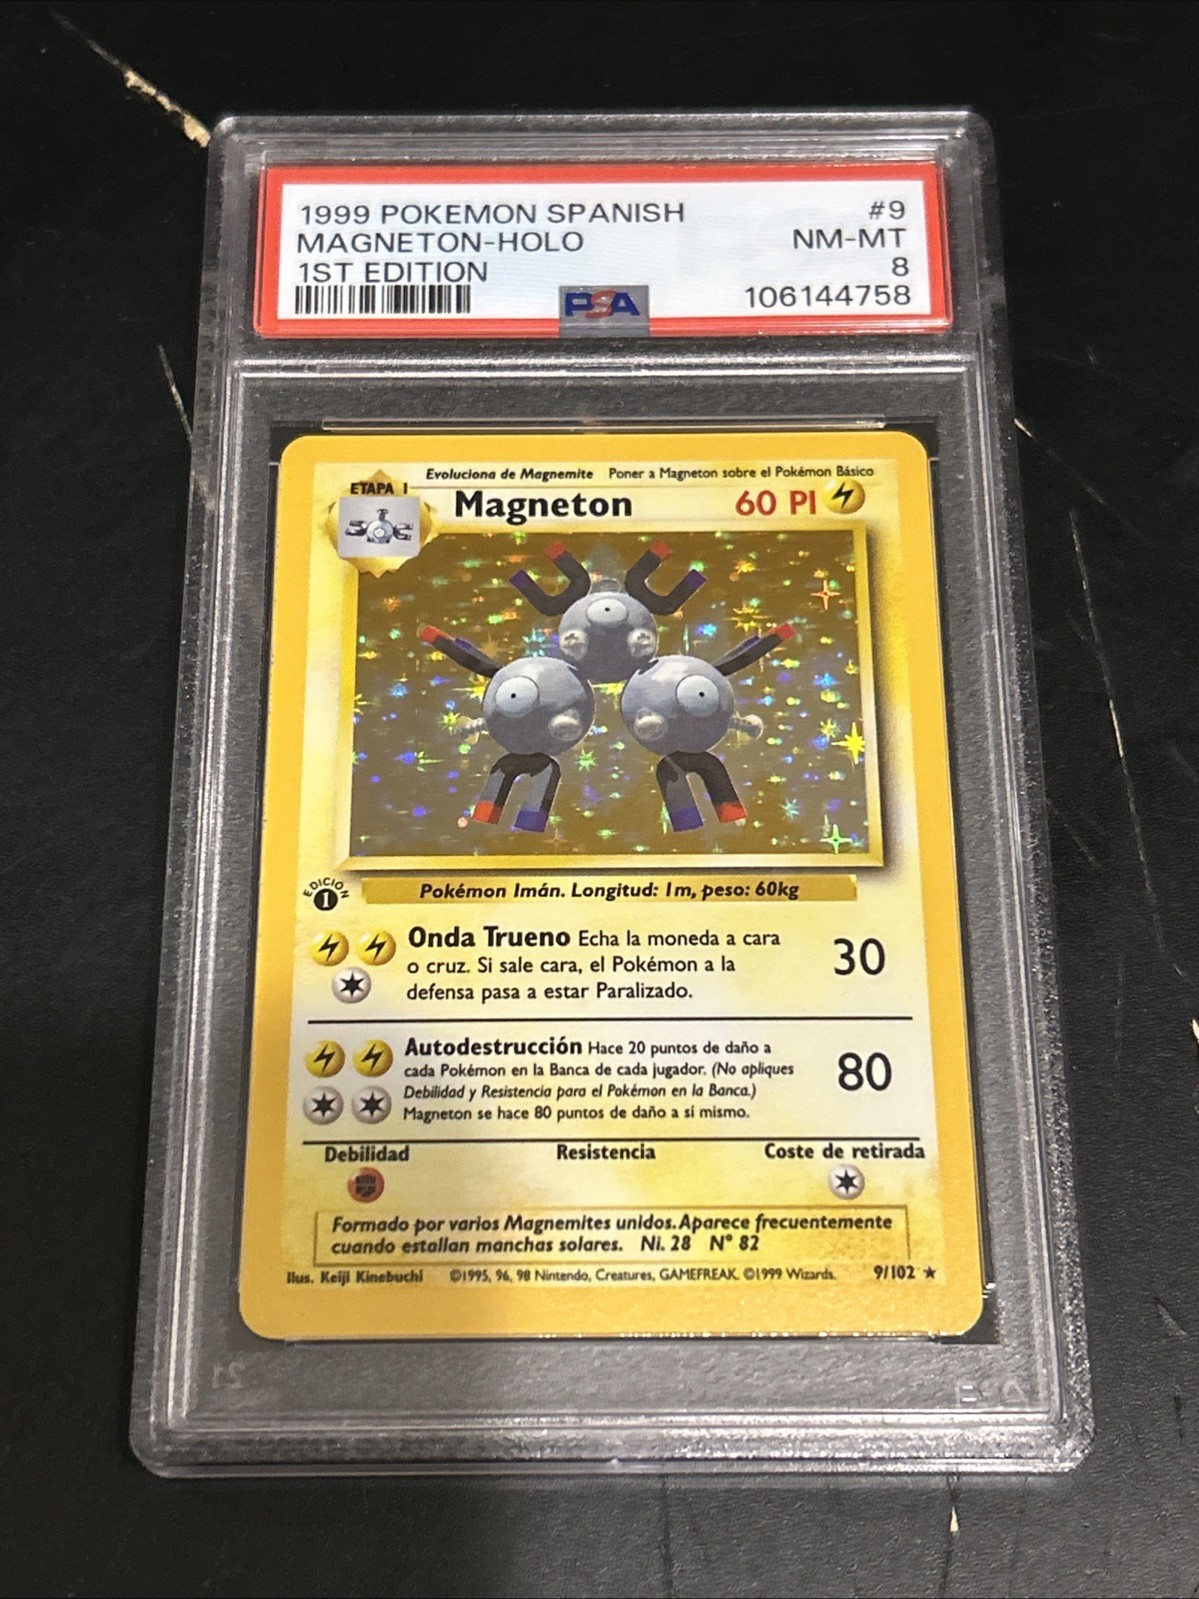 1999 POKEMON SPANISH #9
MAGNETON-HOLO NM-MT
1ST EDITION 8
PSA 106144758
Evoluciona de Magnemite Poner a Magneton sobre el Pokémon Básico
ETAPA 1
Magneton 60 PI
EDICIÓN 1
Pokémon Imán. Longitud: 1m, peso: 60kg
Onda Trueno Echa la moneda a cara
o cruz. Si sale cara, el Pokémon a la
defensa pasa a estar Paralizado.
30
Autodestrucción Hace 20 puntos de daño a
cada Pokémon en la Banca de cada jugador. (No apliques
Debilidad y Resistencia para el Pokémon en la Banca.)
Magneton se hace 80 puntos de daño a sí mismo.
80
Debilidad Resistencia Coste de retirada
Formado por varios Magnemites unidos. Aparece frecuentemente
cuando estallan manchas solares. Ni. 28 N° 82
Ilus. Keiji Kinebuchi ©1995, 96, 98 Nintendo, Creatures, GAMEFREAK. ©1999 Wizards. 9/102 ★